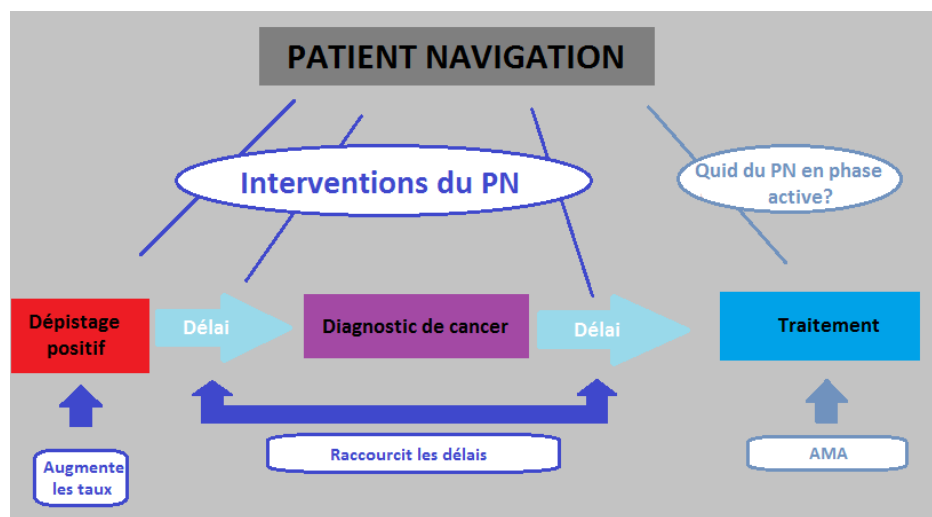 PATIENT NAVIGATION
Interventions du PN
Quid du PN en phase
active?
Dépistage
positif
Délai
Diagnostic de cancer
Délai
Traitement
Augmente
les taux
Raccourcit les délais
AMA